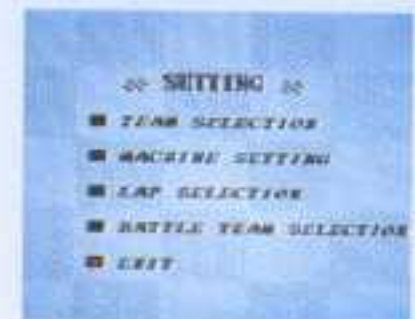 SETTING
TEAM SELECTION
MACHINE SETTING
LAP SELECTION
BATTLE TEAM SELECTION
EXIT